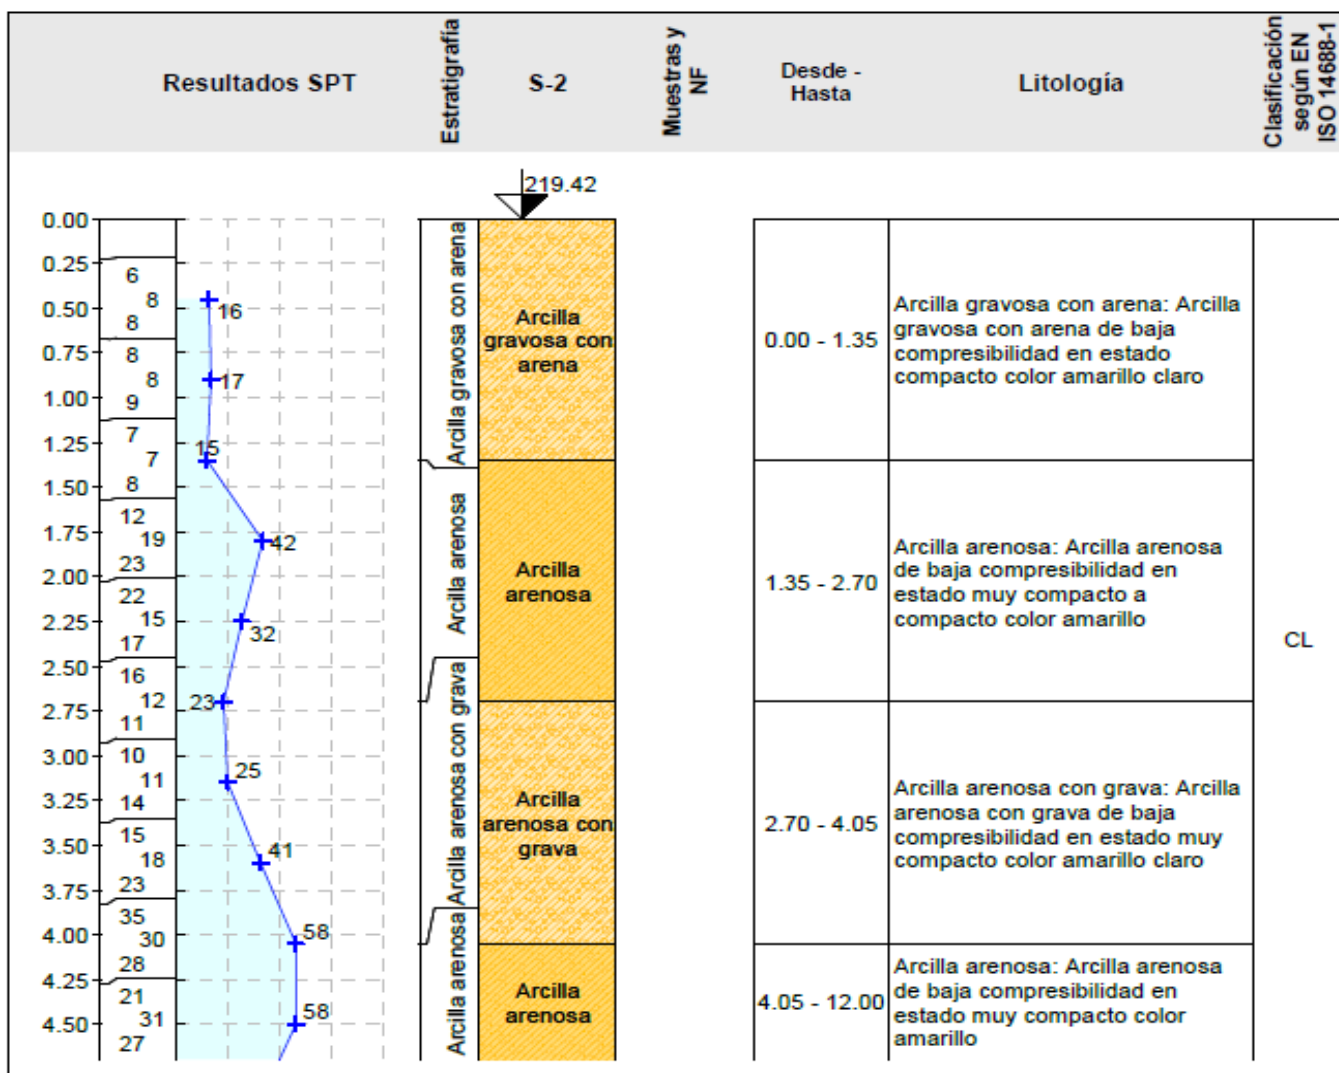 Resultados SPT
Estratigrafía
S-2
Muestras y
NF
Desde -
Hasta
Litología
Clasificación
según EN
ISO 14688-1
219.42
0.00
0.25
0.50
0.75
1.00
1.25
1.50
1.75
2.00
2.25
2.50
2.75
3.00
3.25
3.50
3.75
4.00
4.25
4.50
6
8
8
8
8
9
7
7
8
12
19
23
22
15
17
16
12
11
10
11
14
15
18
23
35
30
28
21
31
27
16
17
15
42
32
23
25
41
58
58
Arcilla gravosa con arena
Arcilla arenosa
Arcilla arenosa con grava
Arcilla arenosa
Arcilla
gravosa con
arena
Arcilla
arenosa
Arcilla
arenosa con
grava
Arcilla
arenosa
0.00 - 1.35
Arcilla gravosa con arena: Arcilla
gravosa con arena de baja
compresibilidad en estado
compacto color amarillo claro
1.35 - 2.70
Arcilla arenosa: Arcilla arenosa
de baja compresibilidad en
estado muy compacto a
compacto color amarillo
2.70 - 4.05
Arcilla arenosa con grava: Arcilla
arenosa con grava de baja
compresibilidad en estado muy
compacto color amarillo claro
4.05 - 12.00
Arcilla arenosa: Arcilla arenosa
de baja compresibilidad en
estado muy compacto color
amarillo
CL